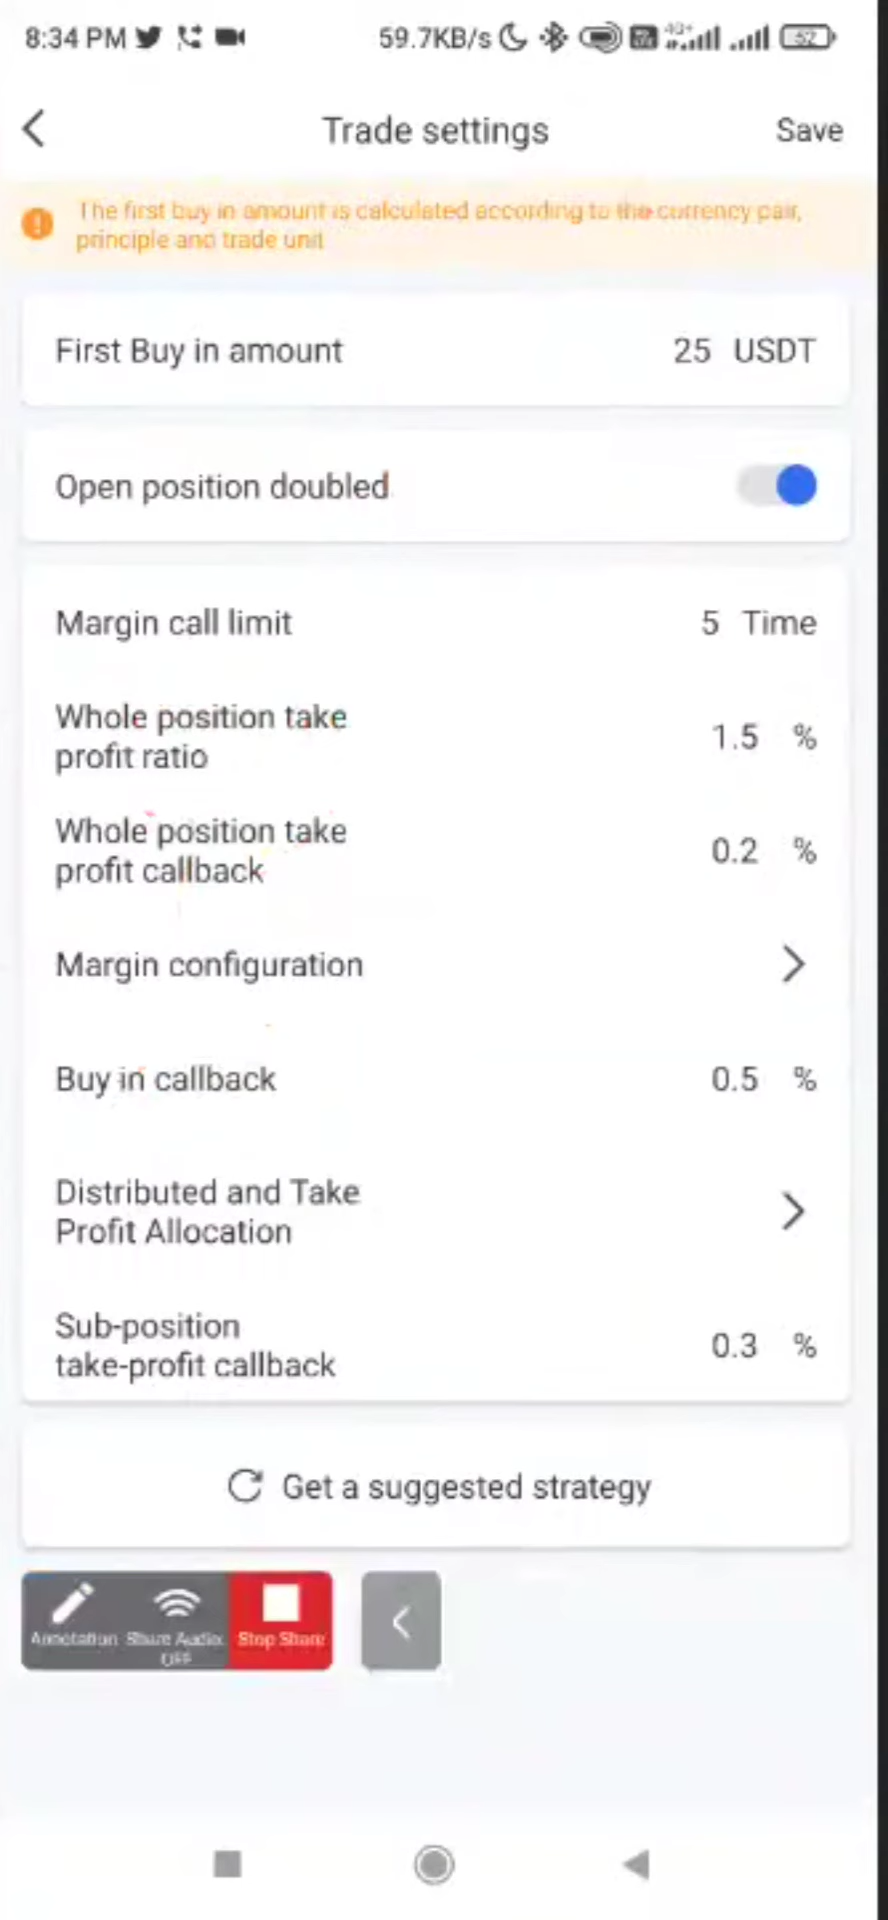 8:34 PM
59.7KB/s
4G+
52
Trade settings
Save
The first buy in amount is calculated according to the currency pair,
principle and trade unit
First Buy in amount
25 USDT
Open position doubled
Margin call limit
5 Time
Whole position take
profit ratio
1.5 %
Whole position take
profit callback
0.2 %
Margin configuration
Buy in callback
0.5 %
Distributed and Take
Profit Allocation
Sub-position
take-profit callback
0.3 %
Get a suggested strategy
Annotation
Share Audio:
OFF
Stop Share